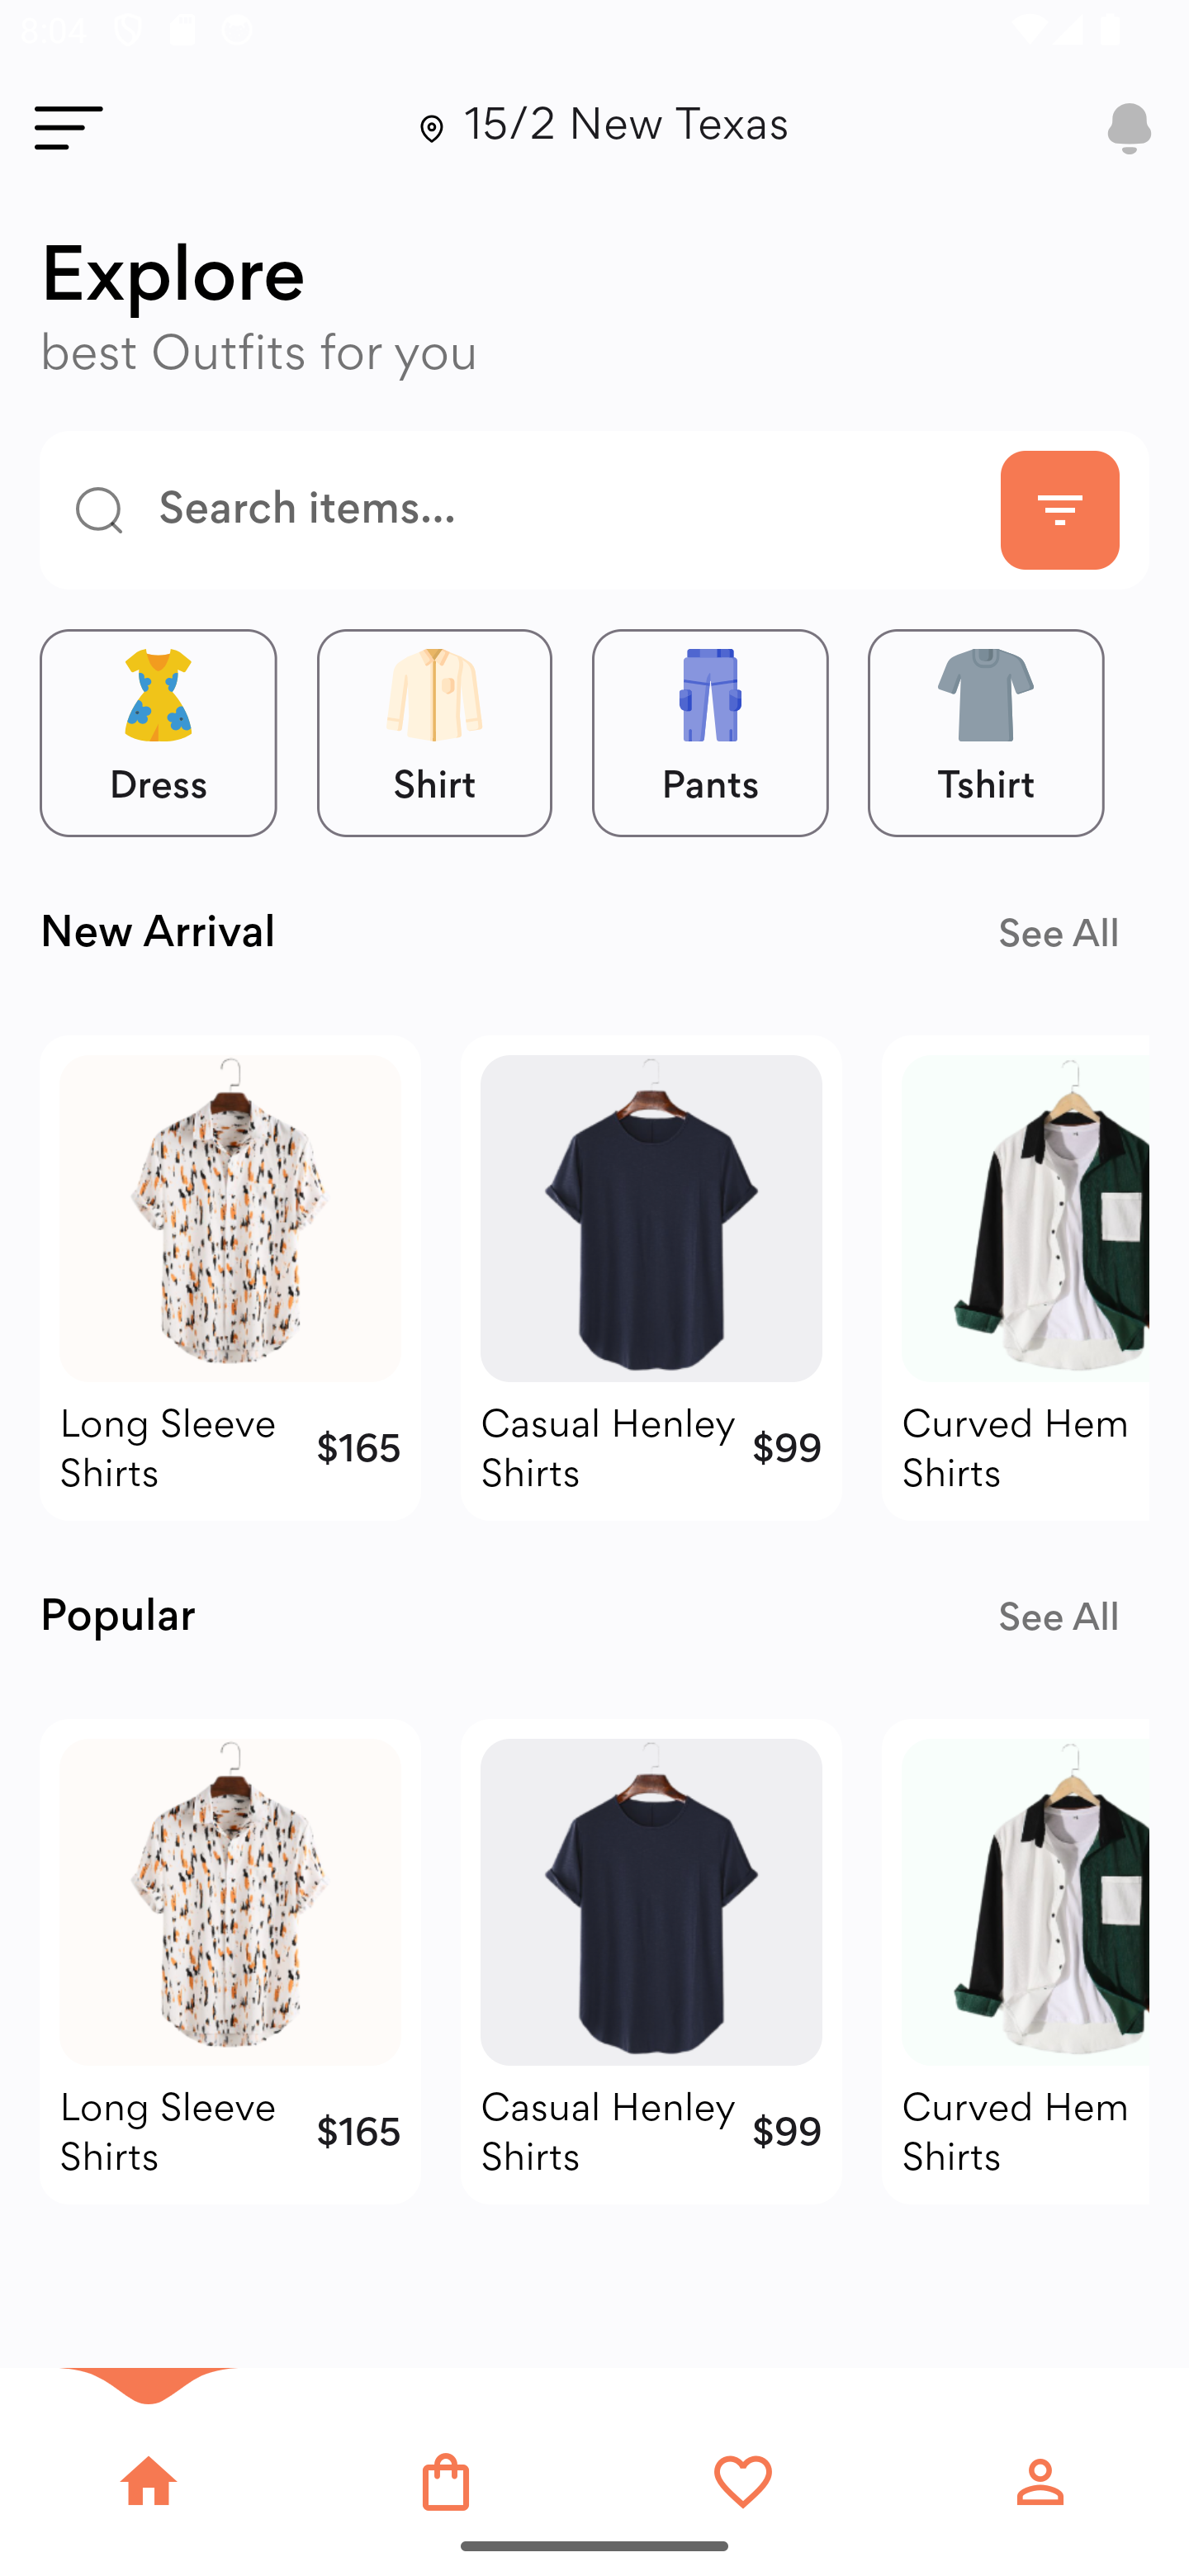 8:04
15/2 New Texas
Explore
best Outfits for you
Search items...
Dress
Shirt
Pants
Tshirt
New Arrival
See All
Long Sleeve
Shirts
$165
Casual Henley
Shirts
$99
Curved Hem
Shirts
Popular
See All
Long Sleeve
Shirts
$165
Casual Henley
Shirts
$99
Curved Hem
Shirts